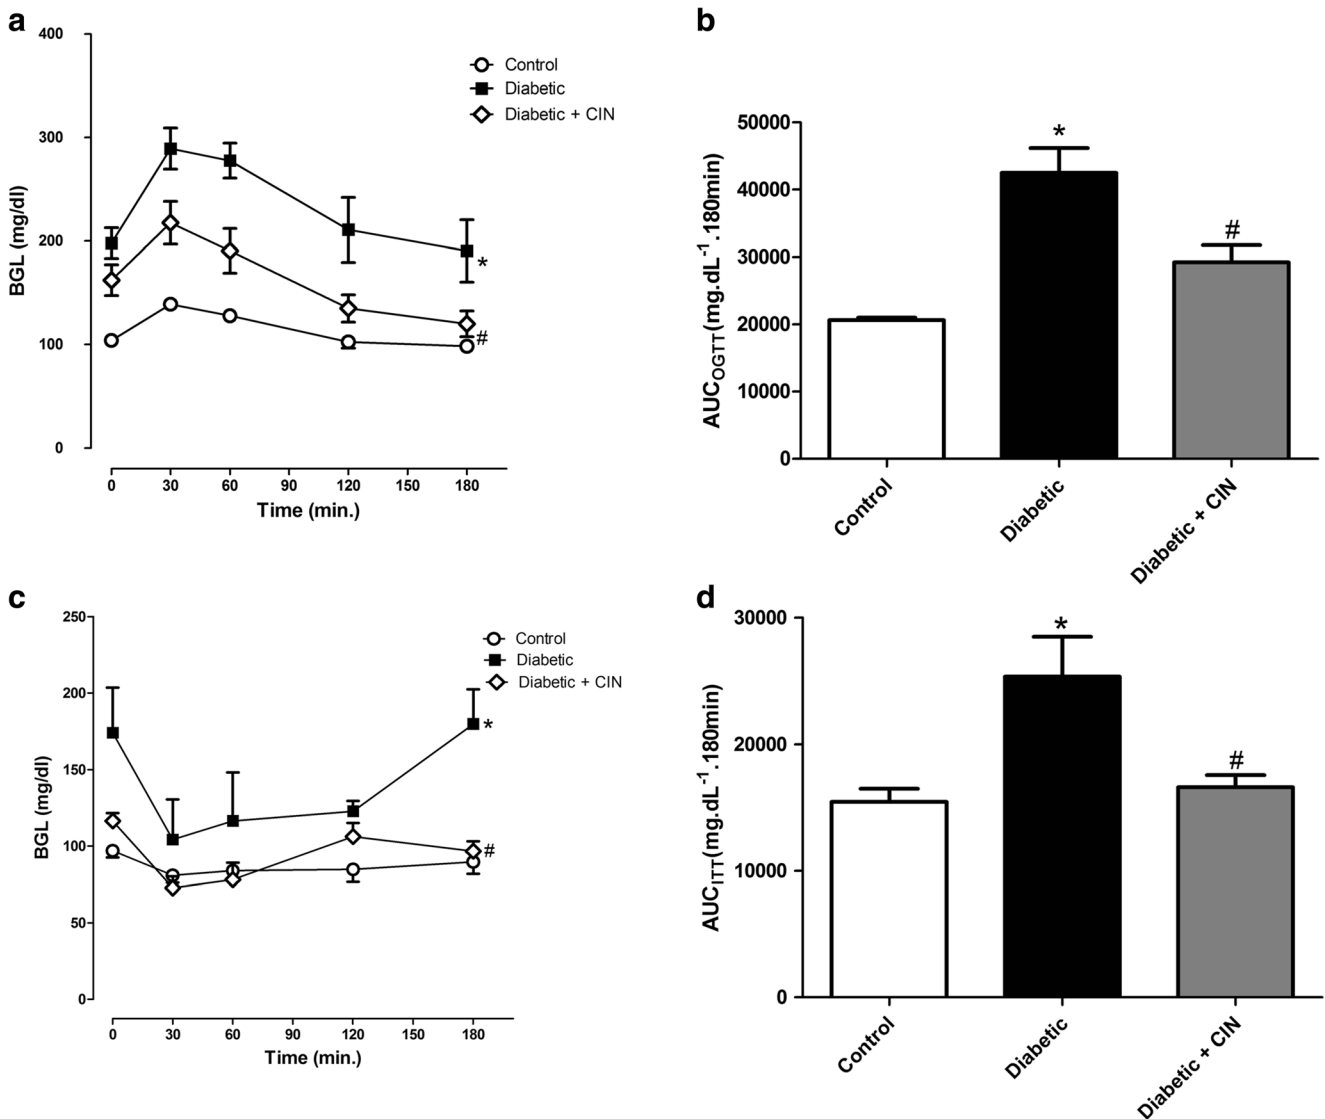 a
400
300
200
100
0
BGL (mg/dl)
Control
Diabetic
Diabetic + CIN
*
#
0 30 60 90 120 150 180
Time (min.)
b
50000
40000
30000
20000
10000
0
AUCOGTT(mg.dL-1.180min)
*
#
Control
Diabetic
Diabetic + CIN
c
250
200
150
100
50
0
BGL (mg/dl)
Control
Diabetic
Diabetic + CIN
*
#
0 30 60 90 120 150 180
Time (min.)
d
30000
20000
10000
0
AUCITT(mg.dL-1.180min)
*
#
Control
Diabetic
Diabetic + CIN